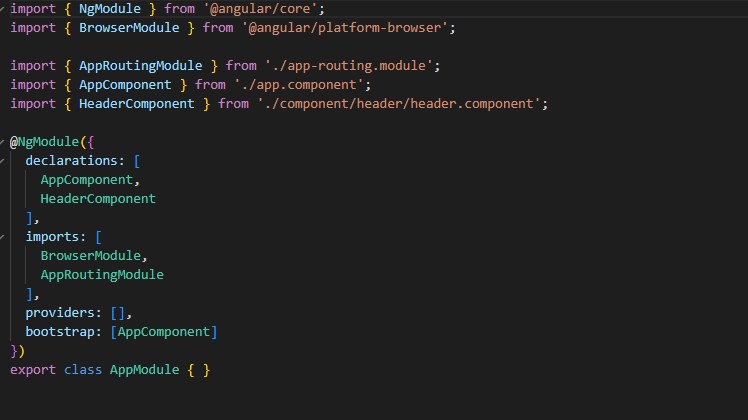 import { NgModule } from '@angular/core';
import { BrowserModule } from '@angular/platform-browser';
import { AppRoutingModule } from './app-routing.module';
import { AppComponent } from './app.component';
import { HeaderComponent } from './component/header/header.component';
@NgModule({
declarations: [
AppComponent,
HeaderComponent
],
imports: [
BrowserModule,
AppRoutingModule
],
providers: [],
bootstrap: [AppComponent]
})
export class AppModule { }